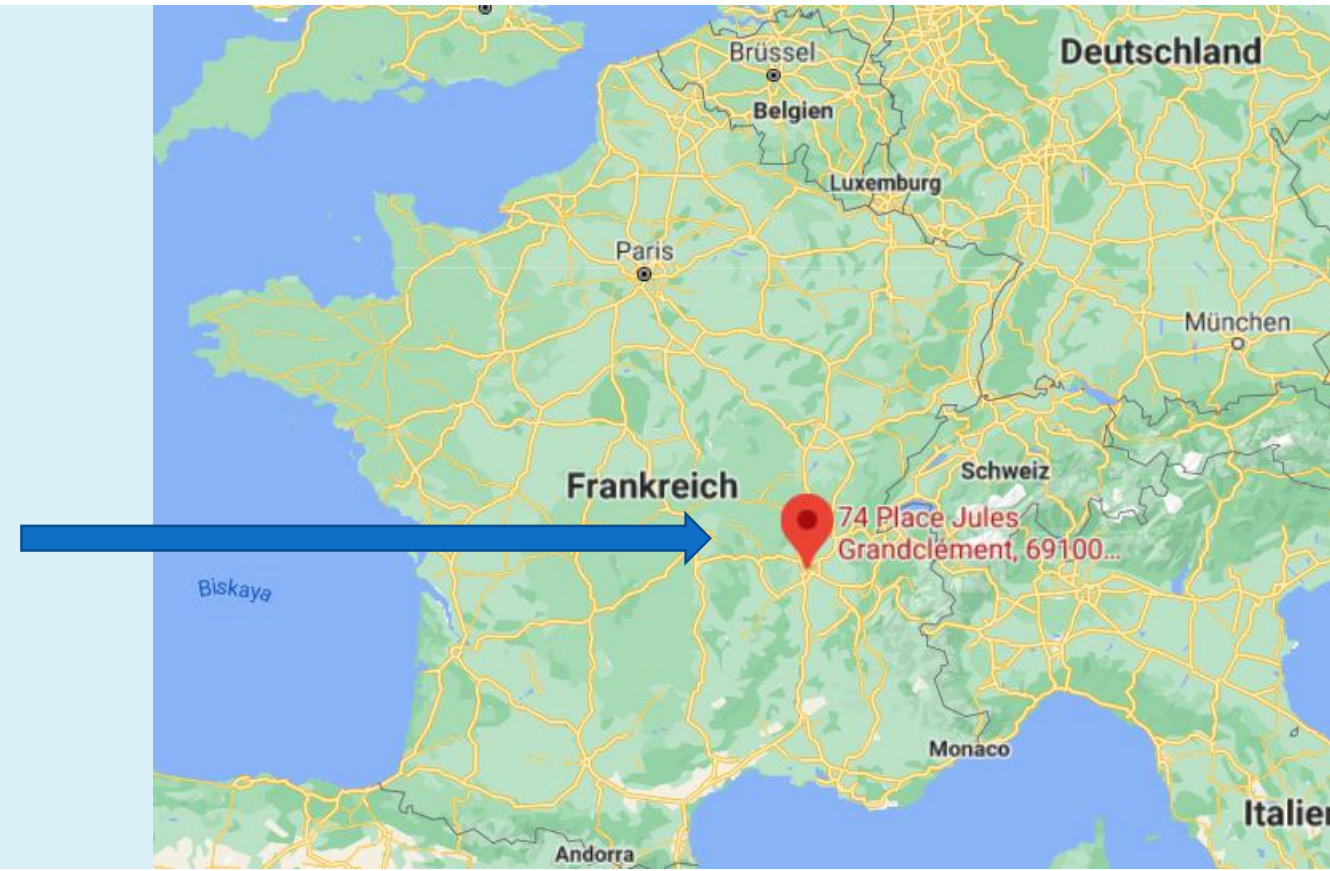 Brüssel
Deutschland
Belgien
Luxemburg
Paris
München
Frankreich
Schweiz
74 Place Jules
Grandclément, 69100...
Biskaya
Monaco
Italien
Andorra